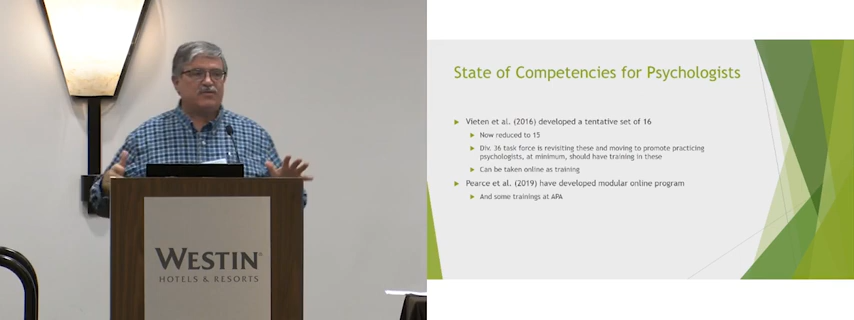 WESTIN
HOTELS & RESORTS
State of Competencies for Psychologists
Vieten et al. (2016) developed a tentative set of 16
Now reduced to 15
Div. 36 task force is revisiting these and moving to promote practicing
psychologists, at minimum, should have training in these
Can be taken online as training
Pearce et al. (2019) have developed modular online program
And some trainings at APA